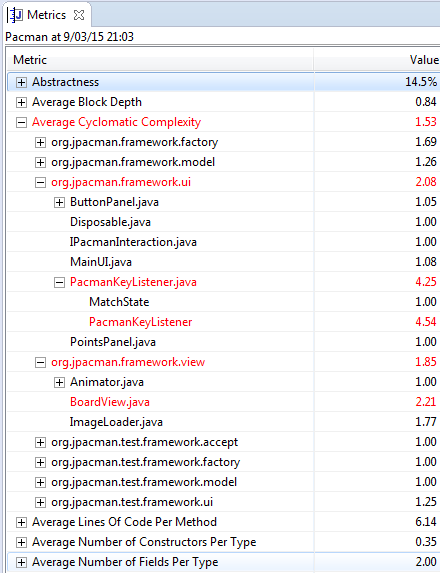 Metrics
Pacman at 9/03/15 21:03
Metric Value
Abstractness 14.5%
Average Block Depth 0.84
Average Cyclomatic Complexity 1.53
org.jpacman.framework.factory 1.69
org.jpacman.framework.model 1.26
org.jpacman.framework.ui 2.08
ButtonPanel.java 1.05
Disposable.java 1.00
IPacmanInteraction.java 1.00
MainUI.java 1.08
PacmanKeyListener.java 4.25
MatchState 1.00
PacmanKeyListener 4.54
PointsPanel.java 1.00
org.jpacman.framework.view 1.85
Animator.java 1.00
BoardView.java 2.21
ImageLoader.java 1.77
org.jpacman.test.framework.accept 1.00
org.jpacman.test.framework.factory 1.00
org.jpacman.test.framework.model 1.00
org.jpacman.test.framework.ui 1.25
Average Lines Of Code Per Method 6.14
Average Number of Constructors Per Type 0.35
Average Number of Fields Per Type 2.00